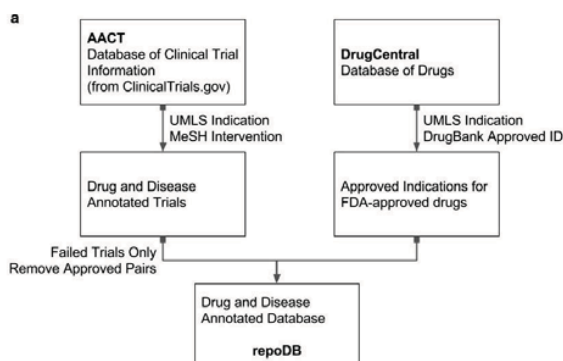 a
AACT
Database of Clinical Trial
Information
(from ClinicalTrials.gov)
DrugCentral
Database of Drugs
UMLS Indication
MeSH Intervention
UMLS Indication
DrugBank Approved ID
Drug and Disease
Annotated Trials
Approved Indications for
FDA-approved drugs
Failed Trials Only
Remove Approved Pairs
Drug and Disease
Annotated Database
repoDB